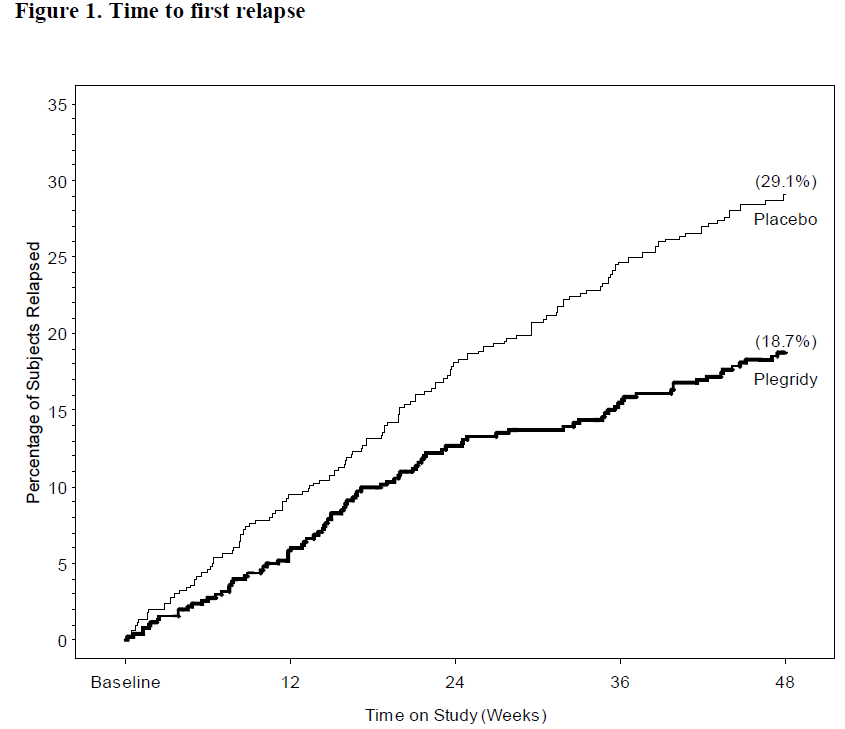 Figure 1. Time to first relapse
35
30
25
20
15
10
5
0
Percentage of Subjects Relapsed
(29.1%)
Placebo
(18.7%)
Plegridy
Baseline 12 24 36 48
Time on Study (Weeks)